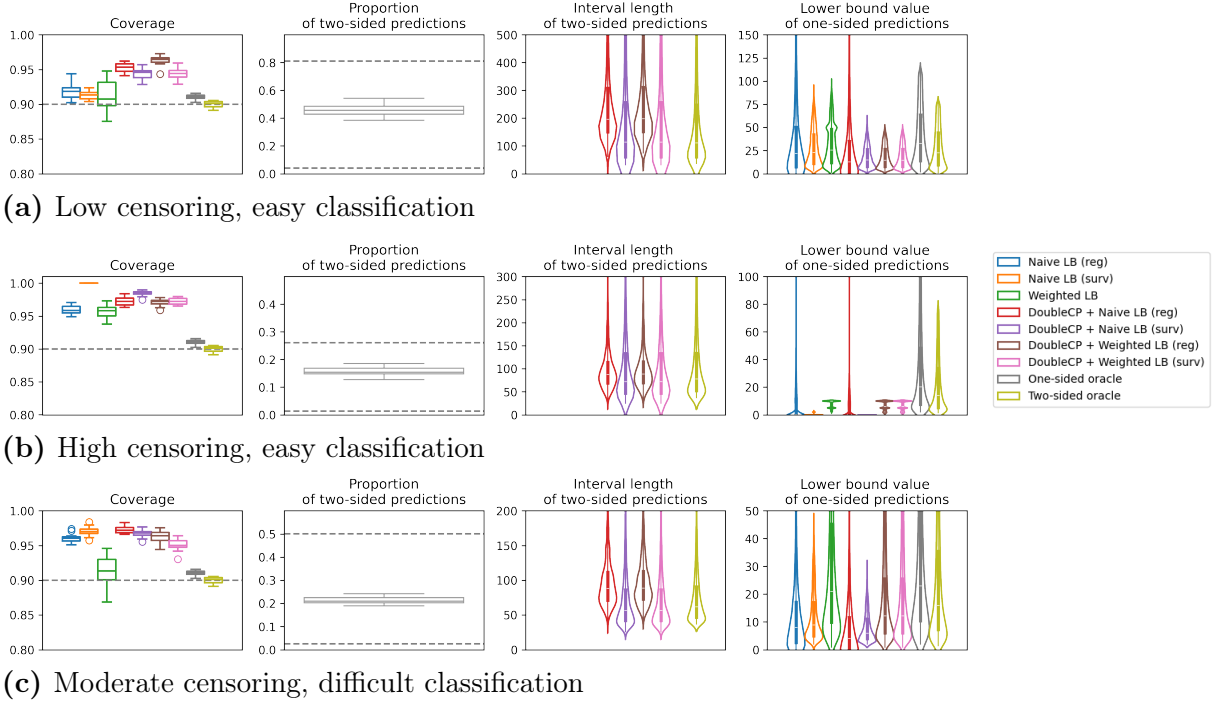 Coverage
Proportion
of two-sided predictions
Interval length
of two-sided predictions
Lower bound value
of one-sided predictions
1.00
0.95
0.90
0.85
0.80
1.0
0.8
0.6
0.4
0.2
0.0
500
400
300
200
100
0
150
125
100
75
50
25
0
(a) Low censoring, easy classification
Coverage
Proportion
of two-sided predictions
Interval length
of two-sided predictions
Lower bound value
of one-sided predictions
1.00
0.95
0.90
0.85
0.80
0.4
0.3
0.2
0.1
0.0
300
250
200
150
100
50
0
100
80
60
40
20
0
Naive LB (reg)
Naive LB (surv)
Weighted LB
DoubleCP + Naive LB (reg)
DoubleCP + Naive LB (surv)
DoubleCP + Weighted LB (reg)
DoubleCP + Weighted LB (surv)
One-sided oracle
Two-sided oracle
(b) High censoring, easy classification
Coverage
Proportion
of two-sided predictions
Interval length
of two-sided predictions
Lower bound value
of one-sided predictions
1.00
0.95
0.90
0.85
0.80
0.6
0.5
0.4
0.3
0.2
0.1
0.0
200
150
100
50
0
50
40
30
20
10
0
(c) Moderate censoring, difficult classification